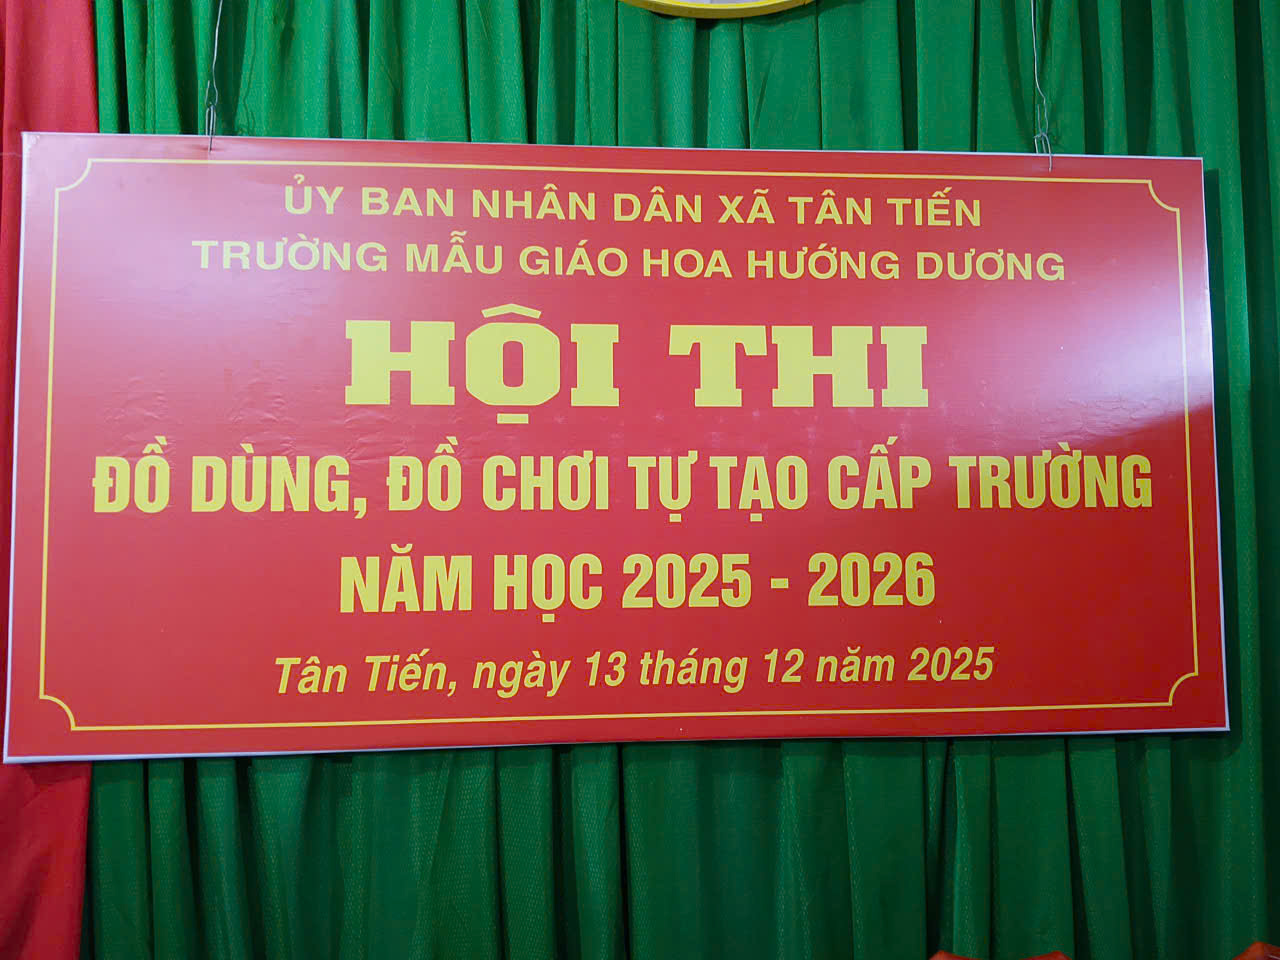 ỦY BAN NHÂN DÂN XÃ TÂN TIẾN
TRƯỜNG MẪU GIÁO HOA HƯỚNG DƯƠNG
HỘI THI
ĐỒ DÙNG, ĐỒ CHƠI TỰ TẠO CẤP TRƯỜNG
NĂM HỌC 2025 - 2026
Tân Tiến, ngày 13 tháng 12 năm 2025